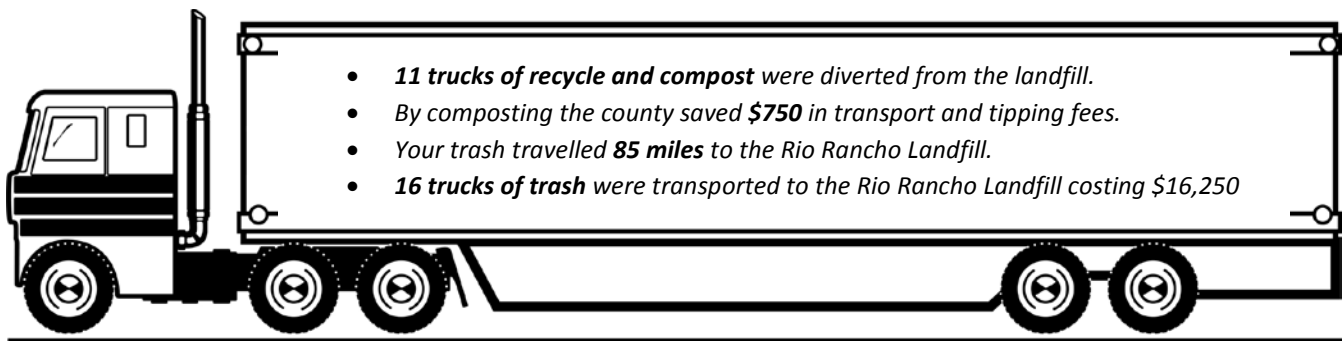 • 11 trucks of recycle and compost were diverted from the landfill.
• By composting the county saved $750 in transport and tipping fees.
• Your trash travelled 85 miles to the Rio Rancho Landfill.
• 16 trucks of trash were transported to the Rio Rancho Landfill costing $16,250